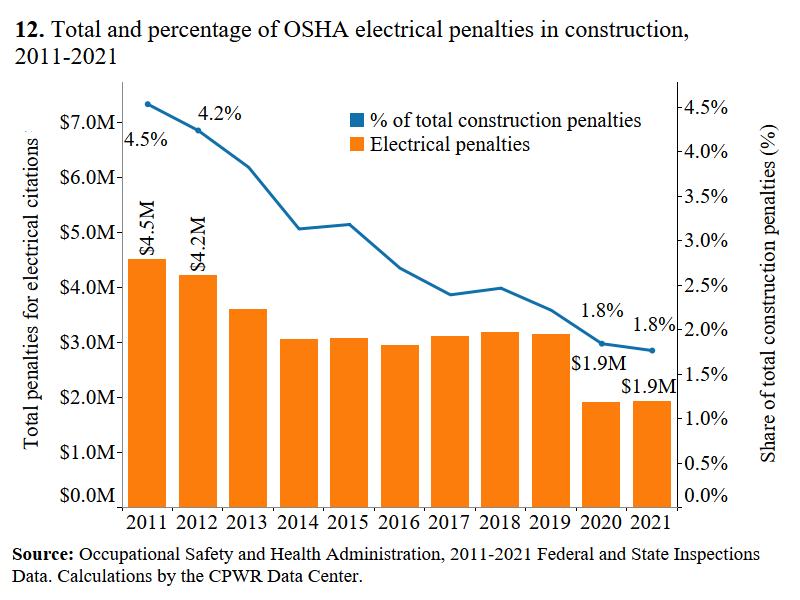 12. Total and percentage of OSHA electrical penalties in construction,
2011-2021
Total penalties for electrical citations
$7.0M
$6.0M
$5.0M
$4.0M
$3.0M
$2.0M
$1.0M
$0.0M
% of total construction penalties
Electrical penalties
4.5%
4.2%
1.8%
1.8%
$4.5M
$4.2M
$1.9M
$1.9M
4.5%
4.0%
3.5%
3.0%
2.5%
2.0%
1.5%
1.0%
0.5%
0.0%
Share of total construction penalties (%)
2011 2012 2013 2014 2015 2016 2017 2018 2019 2020 2021
Source: Occupational Safety and Health Administration, 2011-2021 Federal and State Inspections
Data. Calculations by the CPWR Data Center.